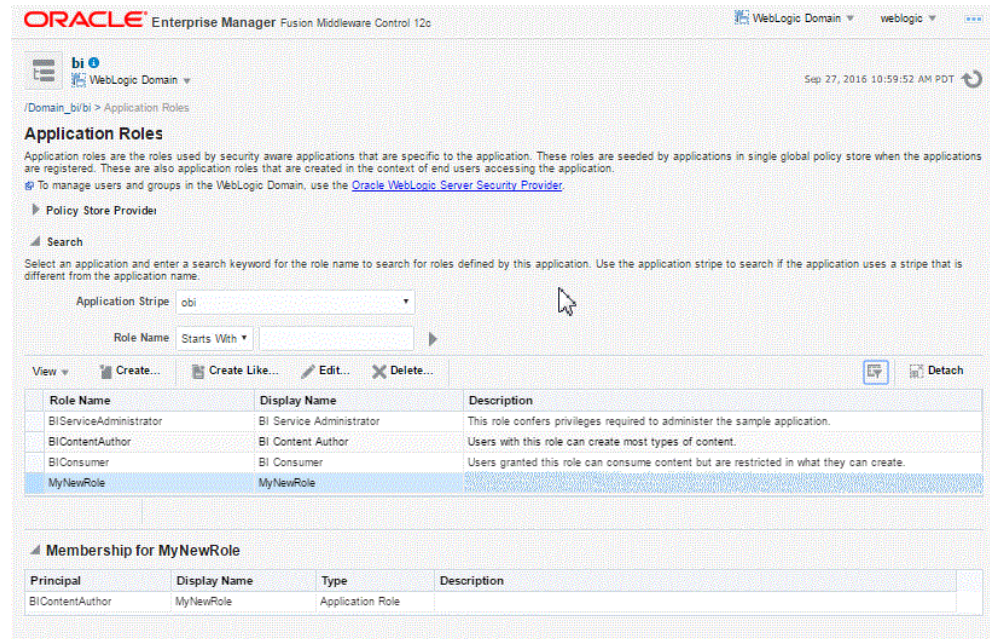 ORACLE Enterprise Manager Fusion Middleware Control 12c
WebLogic Domain
weblogic
bi
WebLogic Domain
Sep 27, 2016 10:59:52 AM PDT
/Domain_bi/bi > Application Roles
Application Roles
Application roles are the roles used by security aware applications that are specific to the application. These roles are seeded by applications in single global policy store when the applications
are registered. These are also application roles that are created in the context of end users accessing the application.
To manage users and groups in the WebLogic Domain, use the Oracle WebLogic Server Security Provider.
Policy Store Provider
Search
Select an application and enter a search keyword for the role name to search for roles defined by this application. Use the application stripe to search if the application uses a stripe that is
different from the application name.
Application Stripe obi
Role Name Starts With
View Create... Create Like... Edit... Delete... Detach
Role Name Display Name Description
BIServiceAdministrator BI Service Administrator This role confers privileges required to administer the sample application.
BIContentAuthor BI Content Author Users with this role can create most types of content.
BIConsumer BI Consumer Users granted this role can consume content but are restricted in what they can create.
MyNewRole MyNewRole
Membership for MyNewRole
Principal Display Name Type Description
BIContentAuthor MyNewRole Application Role